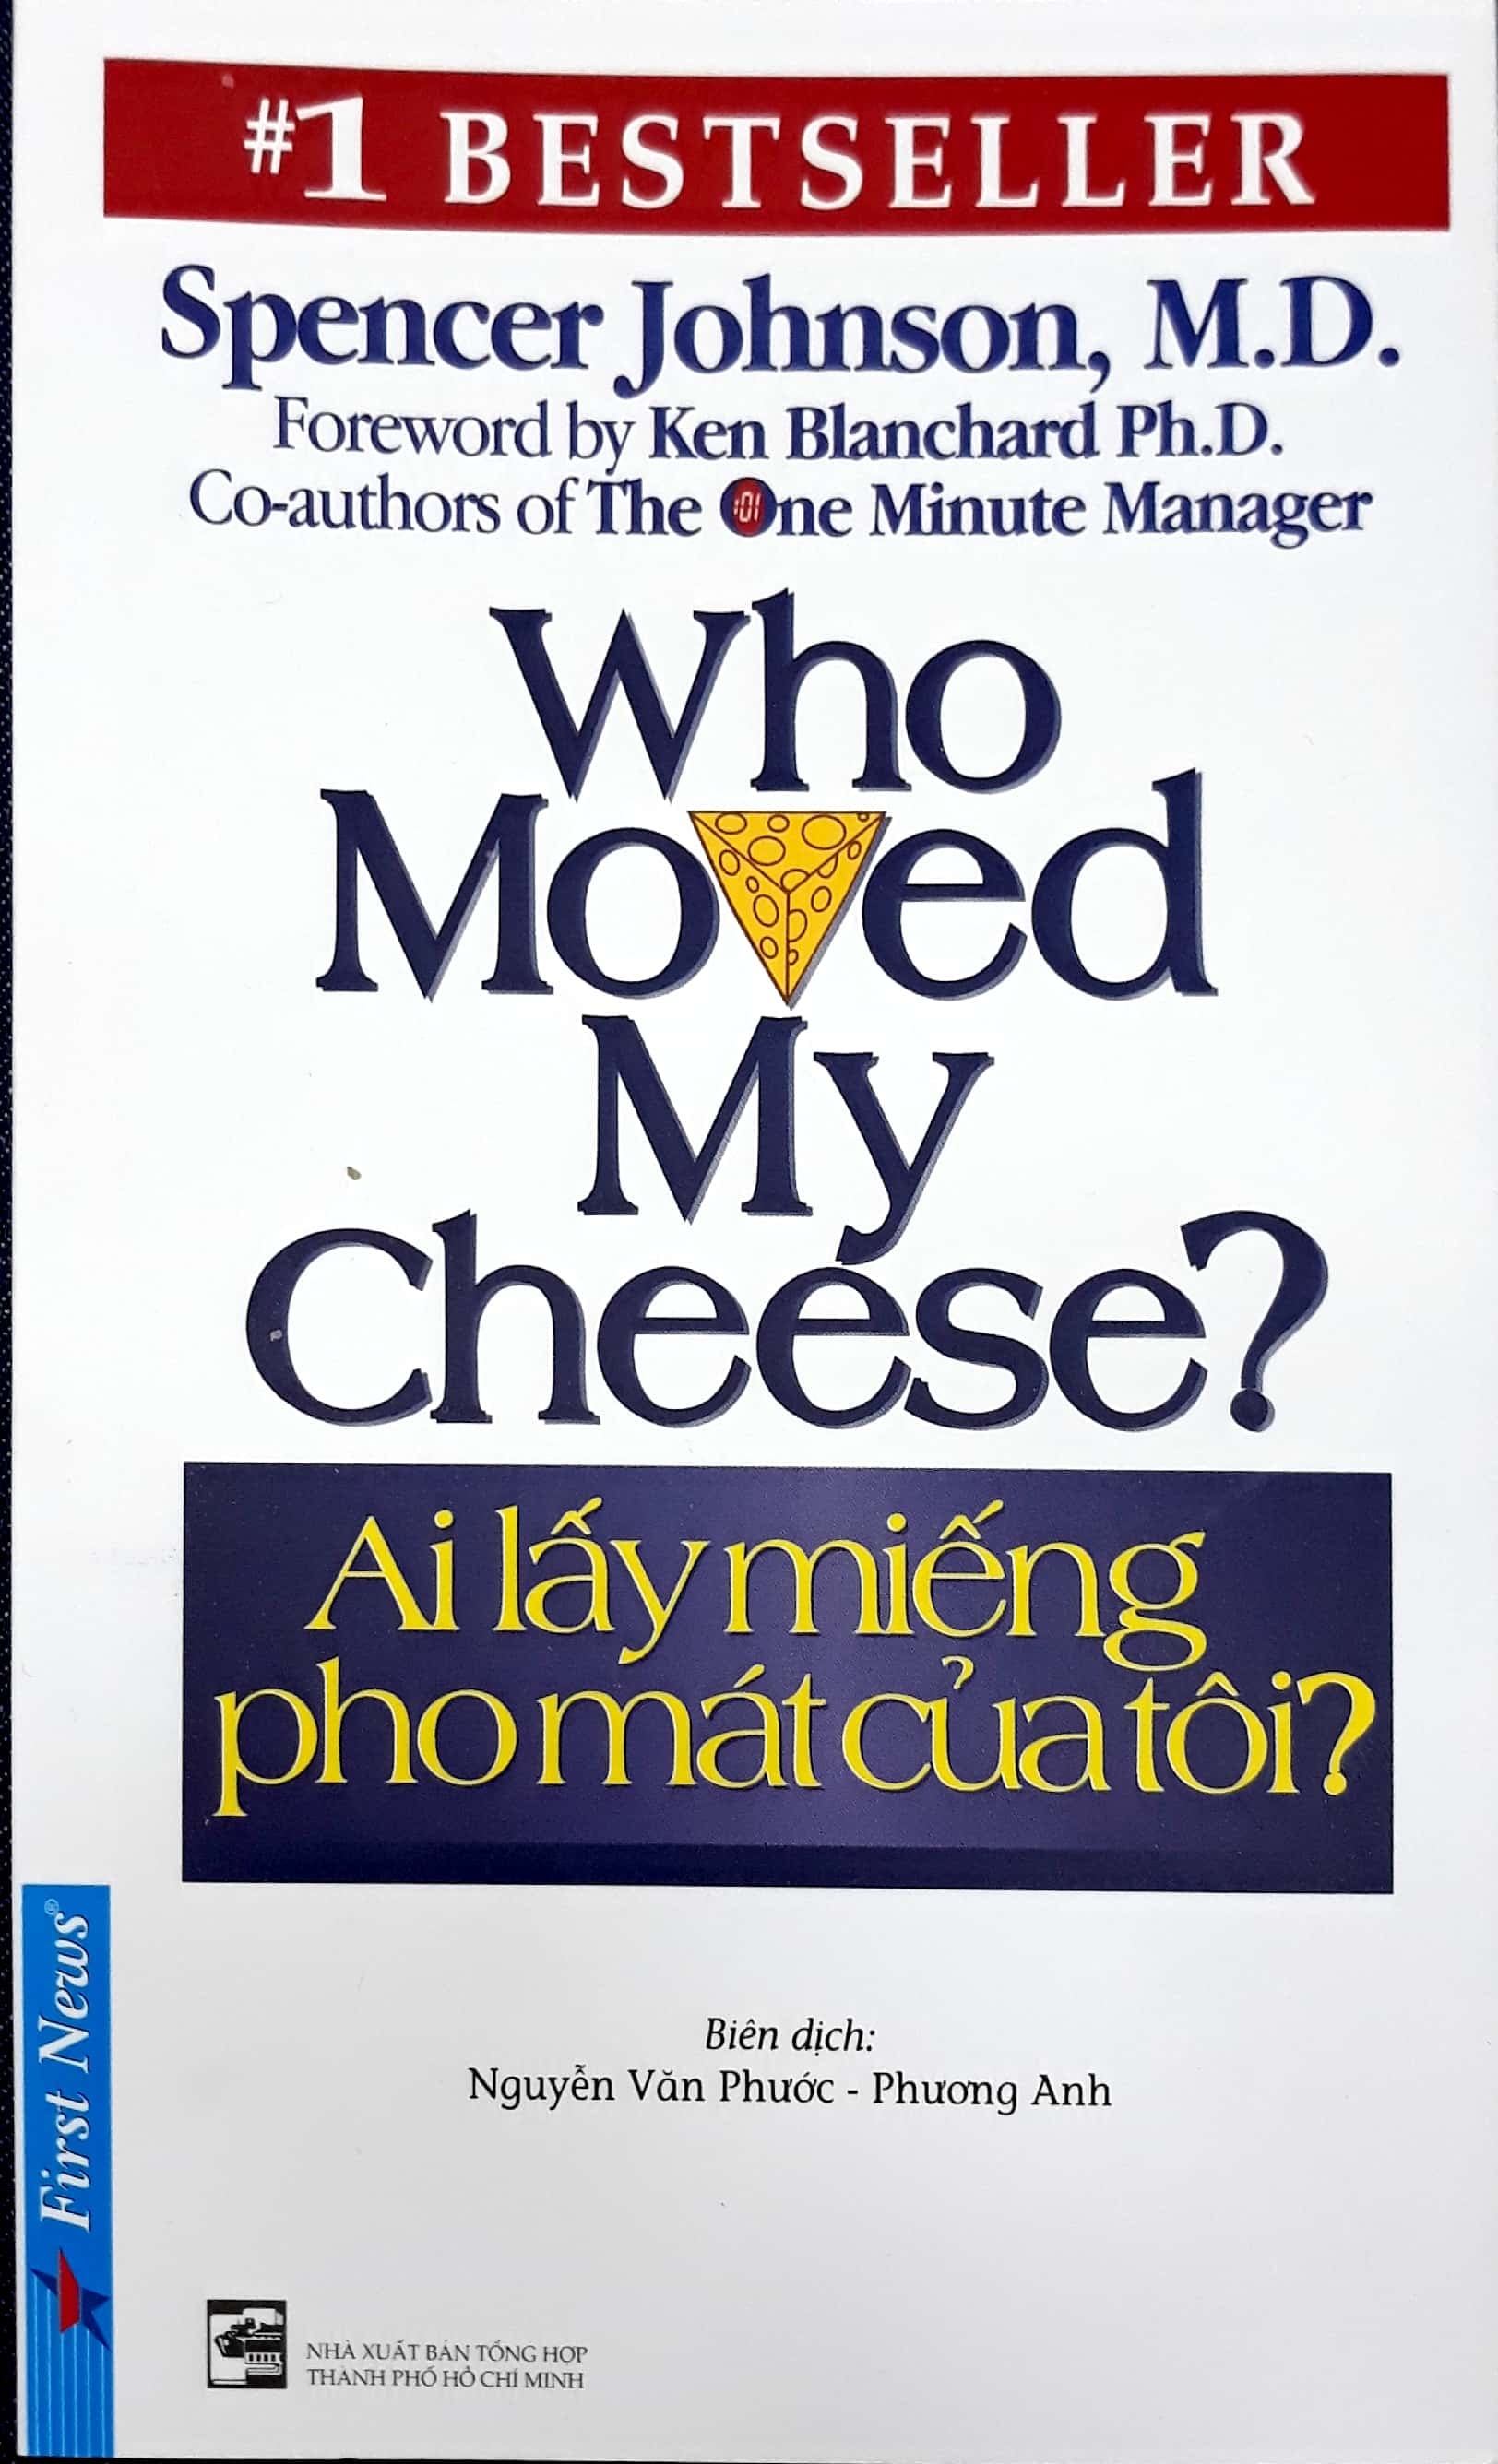 #1 BESTSELLER
Spencer Johnson, M.D.
Foreword by Ken Blanchard Ph.D.
Co-authors of The One Minute Manager
:01
Who
Moved
My
Cheese?
Ai lấy miếng
pho mát của tôi?
Biên dịch:
Nguyễn Văn Phước - Phương Anh
First News®
NHÀ XUẤT BẢN TỔNG HỢP
THÀNH PHỐ HỒ CHÍ MINH